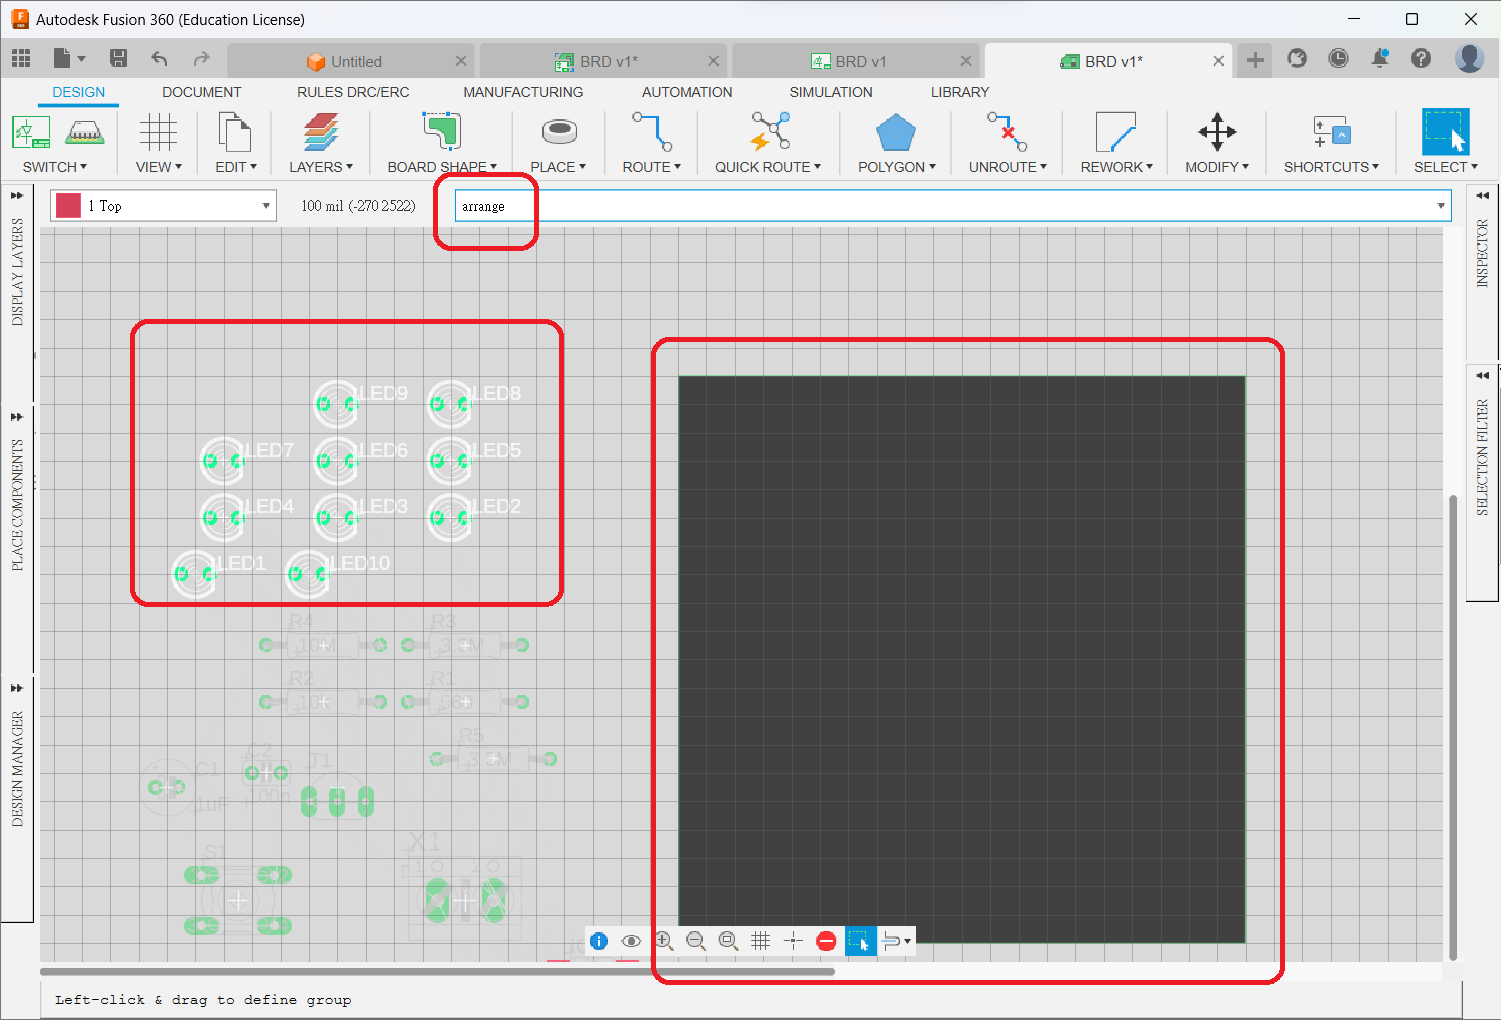 Autodesk Fusion 360 (Education License)
Untitled
BRD v1*
BRD v1
BRD v1*
DESIGN
DOCUMENT
RULES DRC/ERC
MANUFACTURING
AUTOMATION
SIMULATION
LIBRARY
SWITCH
VIEW
EDIT
LAYERS
BOARD SHAPE
PLACE
ROUTE
QUICK ROUTE
POLYGON
UNROUTE
REWORK
MODIFY
SHORTCUTS
SELECT
1 Top
100 mil (-270 2522)
arrange
DISPLAY LAYERS
PLACE COMPONENTS
DESIGN MANAGER
INSPECTOR
SELECTION FILTER
LED9
LED8
LED7
LED6
LED5
LED4
LED3
LED2
LED1
LED10
R4
R3
10M
3.3M
R2
R1
10k
560
R5
3.3M
C2
T1
C1
100n
1uF
S1
X1
1
2
Left-click & drag to define group